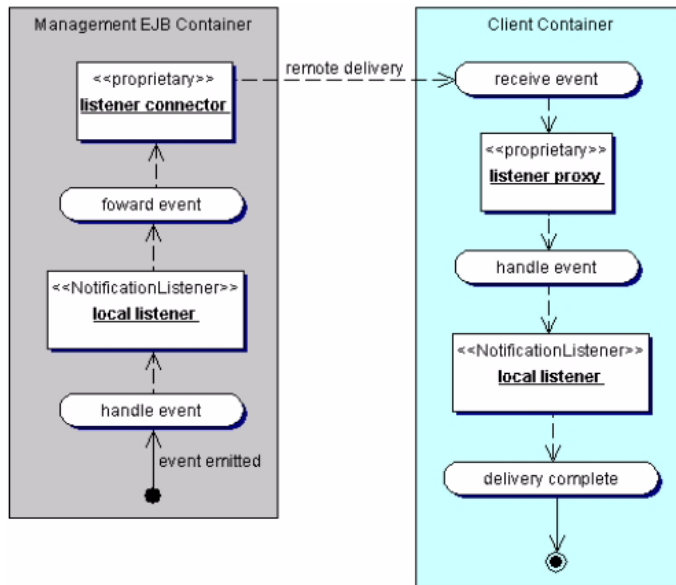 Management EJB Container
<<proprietary>>
listener connector
foward event
<<NotificationListener>>
local listener
handle event
event emitted
remote delivery
Client Container
receive event
<<proprietary>>
listener proxy
handle event
<<NotificationListener>>
local listener
delivery complete